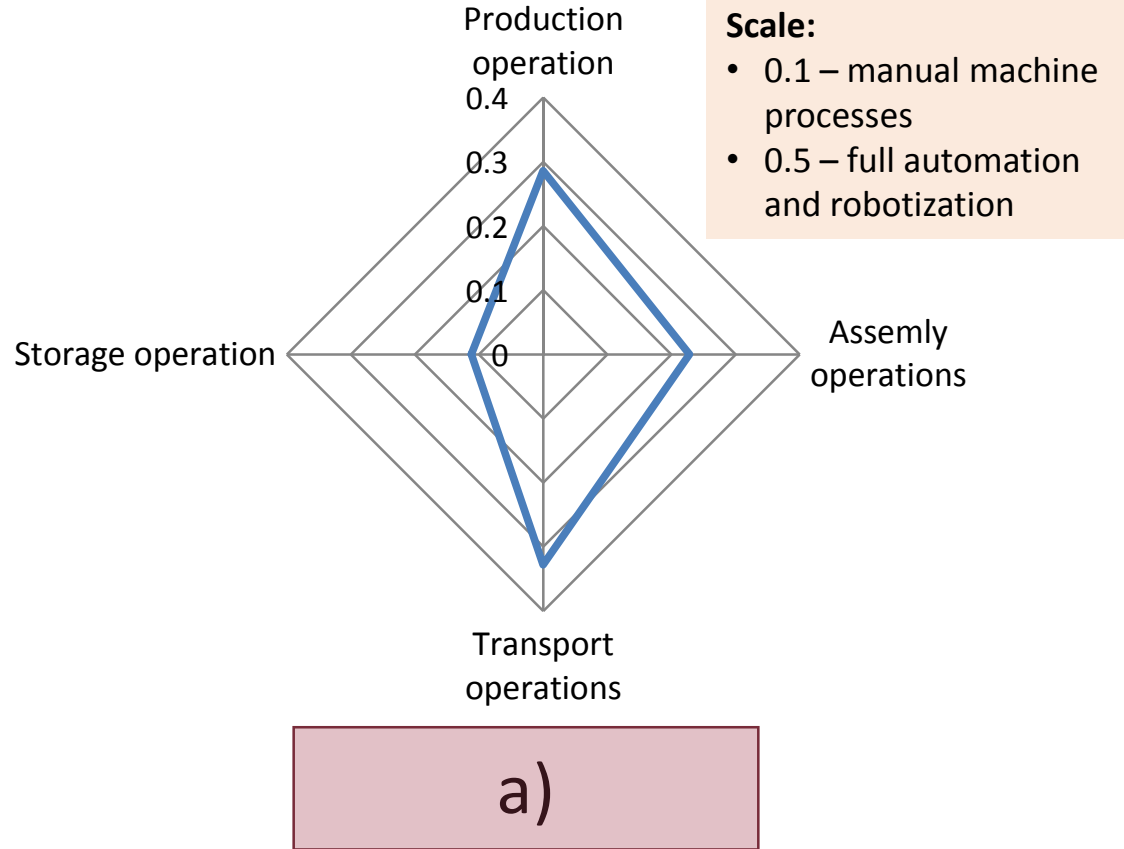 Production
operation
Scale:
• 0.1 – manual machine
processes
• 0.5 – full automation
and robotization
0.4
0.3
0.2
0.1
0
Storage operation
Assemly
operations
Transport
operations
a)